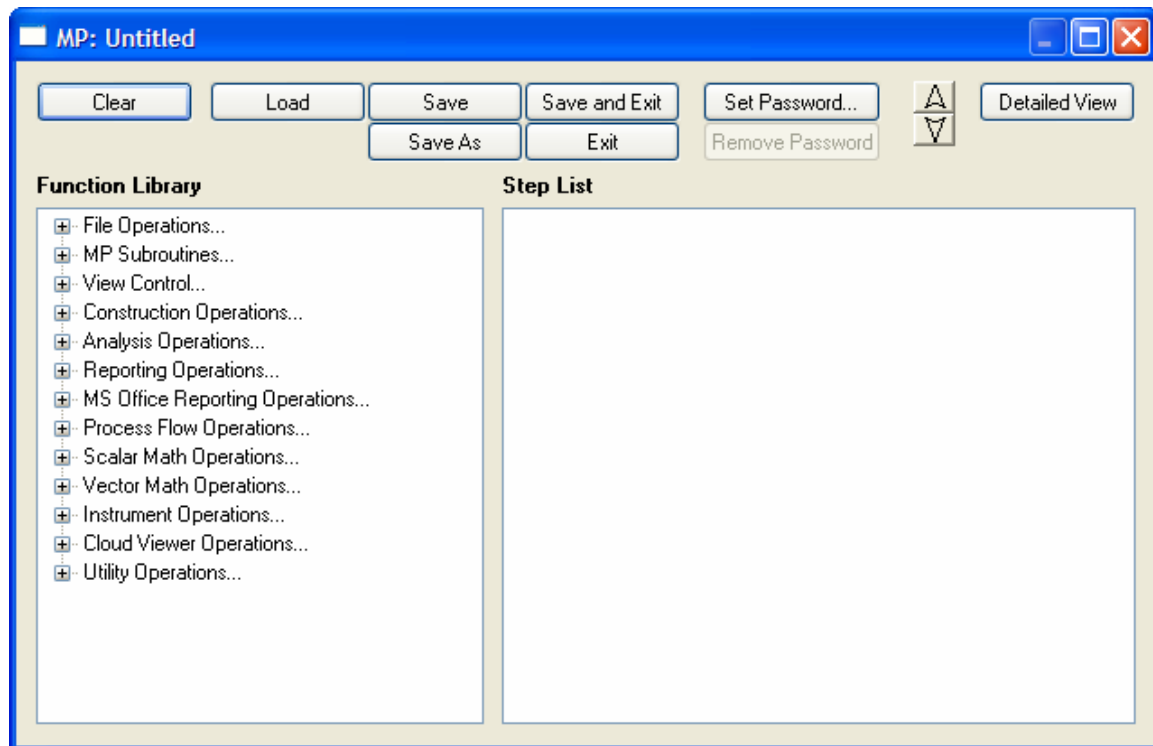 MP: Untitled
Clear Load Save Save and Exit Set Password... Detailed View
Save As Exit Remove Password
Function Library Step List
File Operations...
MP Subroutines...
View Control...
Construction Operations...
Analysis Operations...
Reporting Operations...
MS Office Reporting Operations...
Process Flow Operations...
Scalar Math Operations...
Vector Math Operations...
Instrument Operations...
Cloud Viewer Operations...
Utility Operations...